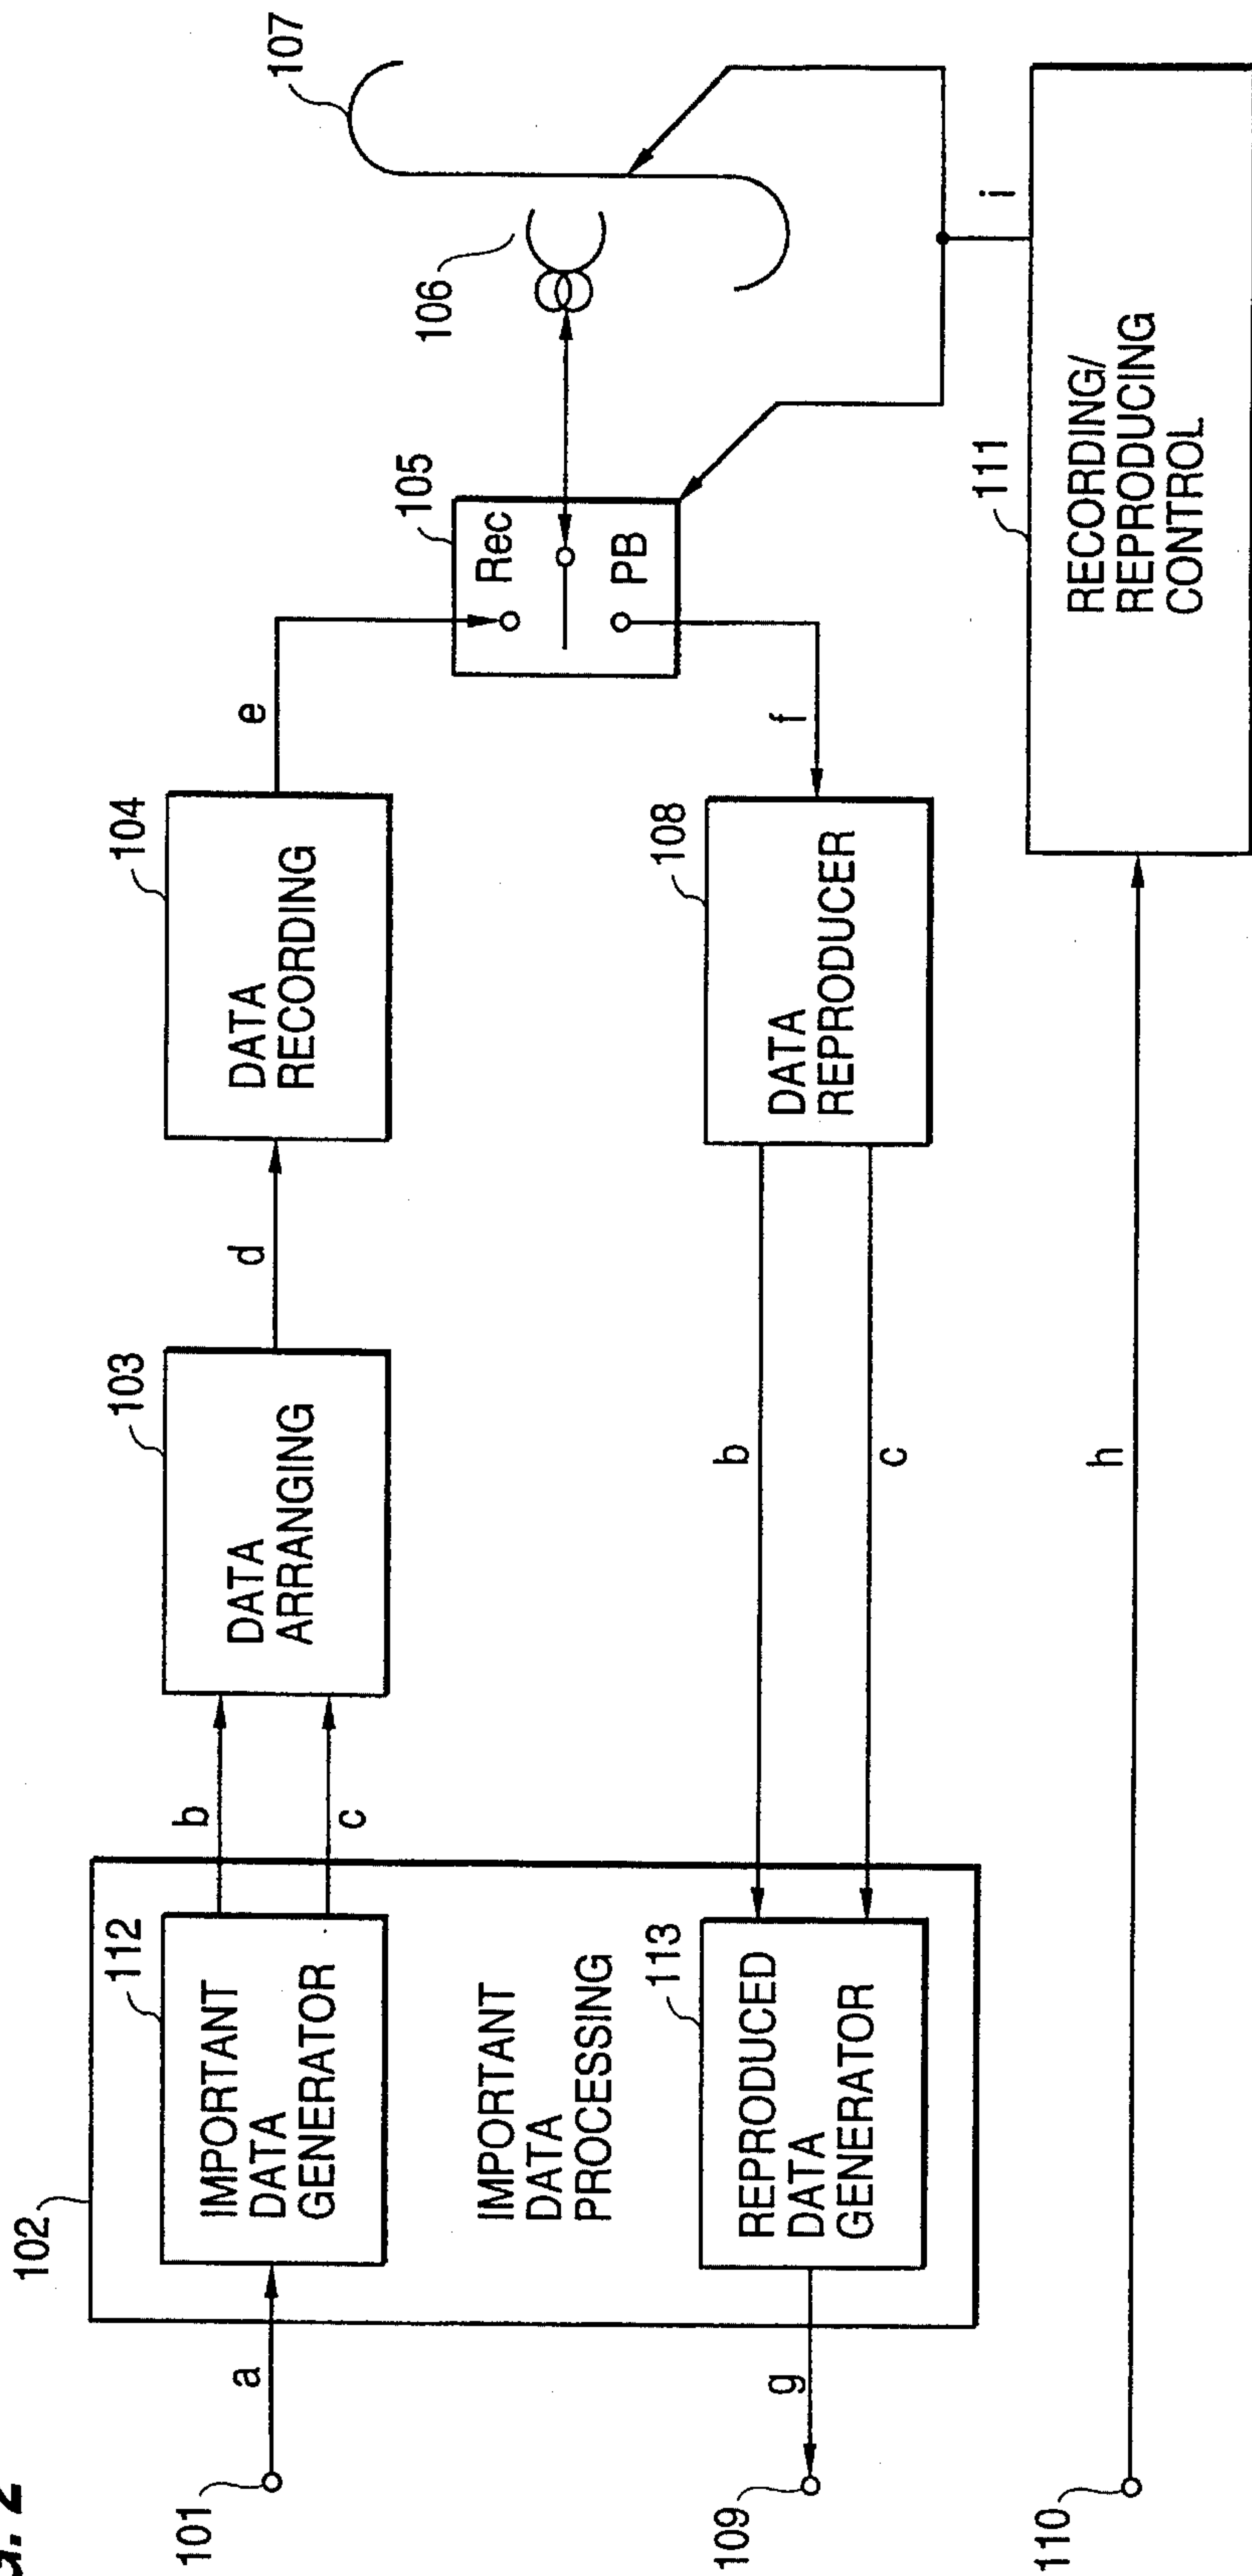 101
a
102
112
IMPORTANT
DATA
GENERATOR
b
c
103
DATA
ARRANGING
d
104
DATA
RECORDING
e
105
Rec
PB
106
107
IMPORTANT
DATA
PROCESSING
109
g
113
REPRODUCED
DATA
GENERATOR
b
c
108
DATA
REPRODUCER
f
110
h
111
RECORDING/
REPRODUCING
CONTROL
i